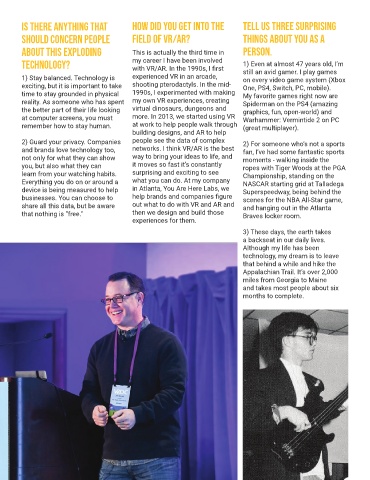 IS THERE ANYTHING THAT
SHOULD CONCERN PEOPLE
ABOUT THIS EXPLODING
TECHNOLOGY?
1) Stay balanced. Technology is
exciting, but it is important to take
time to stay grounded in physical
reality. As someone who has spent
the better part of their life looking
at computer screens, you must
remember how to stay human.
2) Guard your privacy. Companies
and brands love technology too,
not only for what they can show
you, but also what they can
learn from your watching habits.
Everything you do on or around a
device is being measured to help
businesses. You can choose to
share all this data, but be aware
that nothing is "free."
HOW DID YOU GET INTO THE
FIELD OF VR/AR?
This is actually the third time in
my career I have been involved
with VR/AR. In the 1990s, I first
experienced VR in an arcade,
shooting pterodactyls. In the mid-
1990s, I experimented with making
my own VR experiences, creating
virtual dinosaurs, dungeons and
more. In 2013, we started using VR
at work to help people walk through
building designs, and AR to help
people see the data of complex
networks. I think VR/AR is the best
way to bring your ideas to life, and
it moves so fast it's constantly
surprising and exciting to see
what you can do. At my company
in Atlanta, You Are Here Labs, we
help brands and companies figure
out what to do with VR and AR and
then we design and build those
experiences for them.
TELL US THREE SURPRISING
THINGS ABOUT YOU AS A
PERSON.
1) Even at almost 47 years old, I'm
still an avid gamer. I play games
on every video game system (Xbox
One, PS4, Switch, PC, mobile).
My favorite games right now are
Spiderman on the PS4 (amazing
graphics, fun, open-world) and
Warhammer: Vermintide 2 on PC
(great multiplayer).
2) For someone who's not a sports
fan, I've had some fantastic sports
moments - walking inside the
ropes with Tiger Woods at the PGA
Championship, standing on the
NASCAR starting grid at Talladega
Superspeedway, being behind the
scenes for the NBA All-Star game,
and hanging out in the Atlanta
Braves locker room.
3) These days, the earth takes
a backseat in our daily lives.
Although my life has been
technology, my dream is to leave
that behind a while and hike the
Appalachian Trail. It's over 2,000
miles from Georgia to Maine
and takes most people about six
months to complete.